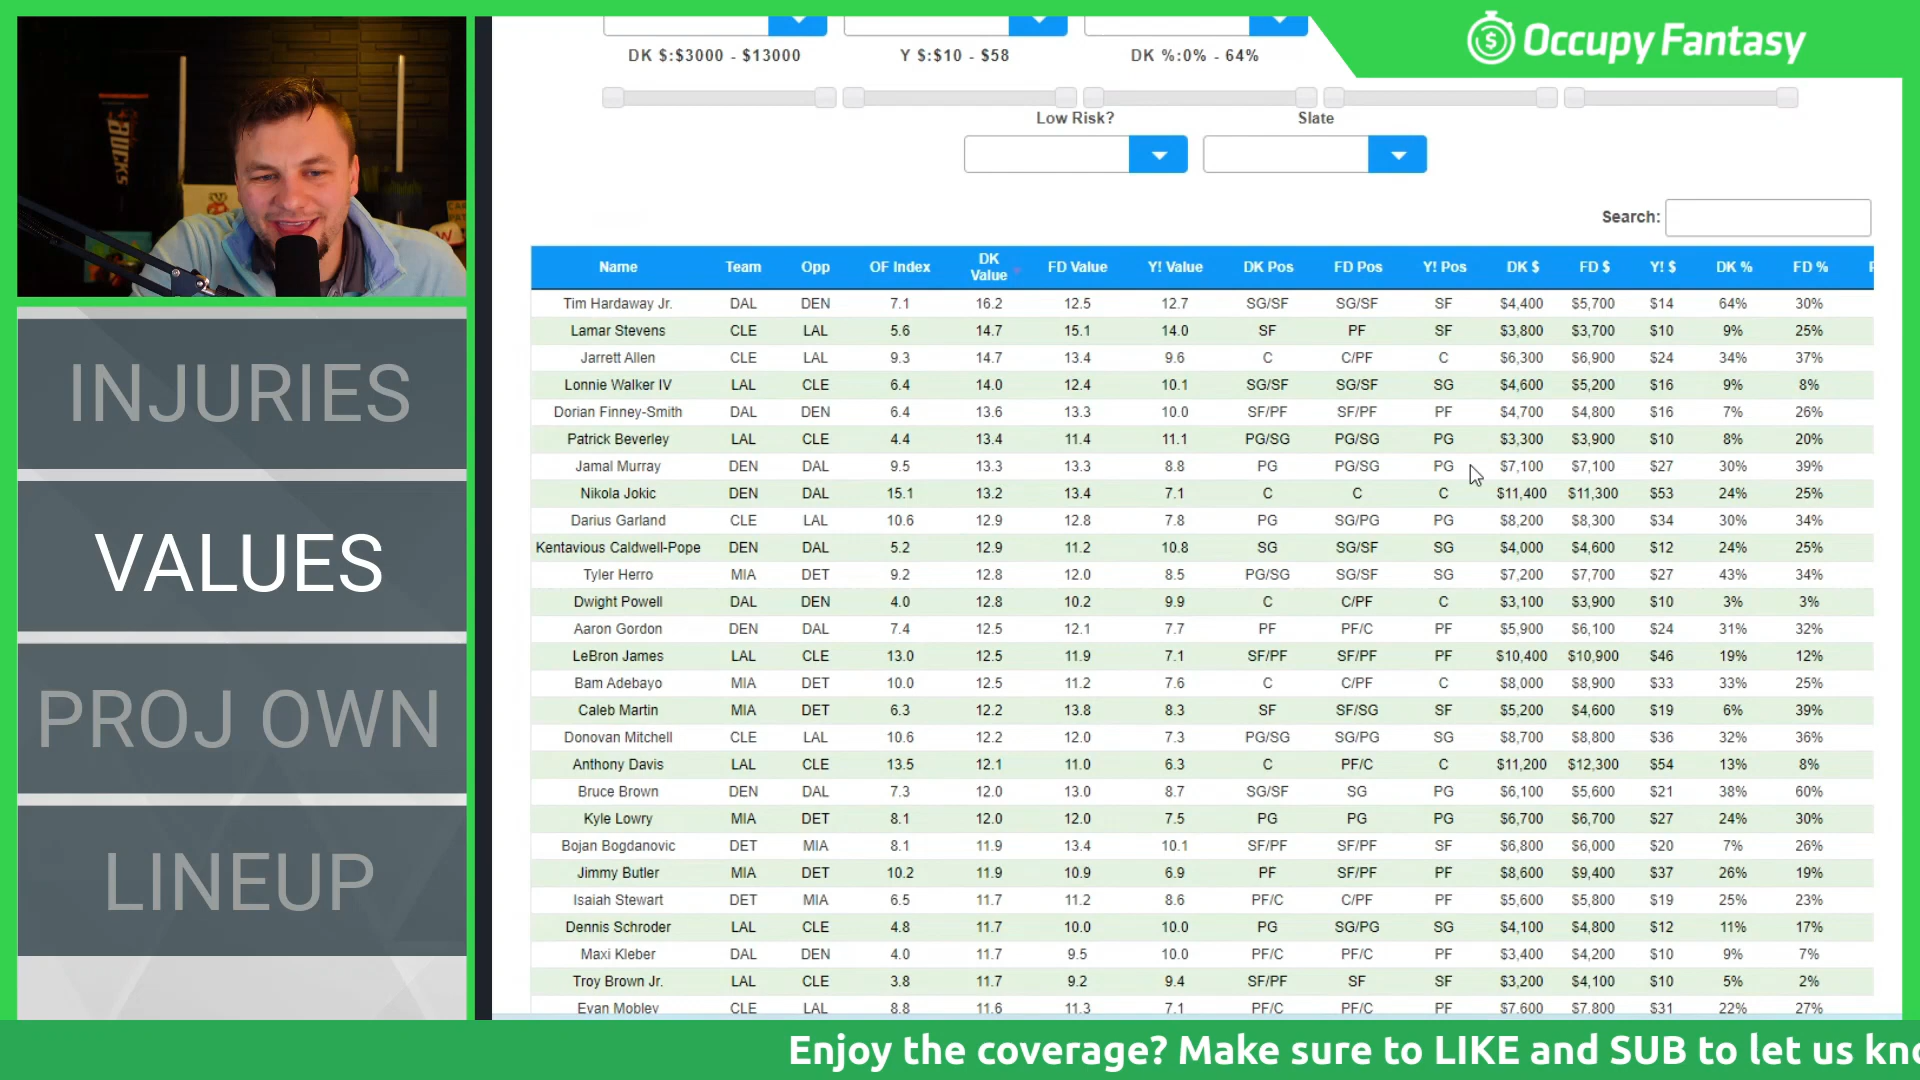 BUCKS
INJURIES
VALUES
PROJ OWN
LINEUP
Occupy Fantasy
DK $:$3000 - $13000 Y $:$10 - $58 DK %:0% - 64%
Low Risk? Slate
Search:
Name Team Opp OF Index DK Value FD Value Y! Value DK Pos FD Pos Y! Pos DK $ FD $ Y! $ DK % FD %
Tim Hardaway Jr. DAL DEN 7.1 16.2 12.5 12.7 SG/SF SG/SF SF $4,400 $5,700 $14 64% 30%
Lamar Stevens CLE LAL 5.6 14.7 15.1 14.0 SF PF SF $3,800 $3,700 $10 9% 25%
Jarrett Allen CLE LAL 9.3 14.7 13.4 9.6 C C/PF C $6,300 $6,900 $24 34% 37%
Lonnie Walker IV LAL CLE 6.4 14.0 12.4 10.1 SG/SF SG/SF SG $4,600 $5,200 $16 9% 8%
Dorian Finney-Smith DAL DEN 6.4 13.6 13.3 10.0 SF/PF SF/PF PF $4,700 $4,800 $16 7% 26%
Patrick Beverley LAL CLE 4.4 13.4 11.4 11.1 PG/SG PG/SG PG $3,300 $3,900 $10 8% 20%
Jamal Murray DEN DAL 9.5 13.3 13.3 8.8 PG PG/SG PG $7,100 $7,100 $27 30% 39%
Nikola Jokic DEN DAL 15.1 13.2 13.4 7.1 C C C $11,400 $11,300 $53 24% 25%
Darius Garland CLE LAL 10.6 12.9 12.8 7.8 PG SG/PG PG $8,200 $8,300 $34 30% 34%
Kentavious Caldwell-Pope DEN DAL 5.2 12.9 11.2 10.8 SG SG/SF SG $4,000 $4,600 $12 24% 25%
Tyler Herro MIA DET 9.2 12.8 12.0 8.5 PG/SG SG/SF SG $7,200 $7,700 $27 43% 34%
Dwight Powell DAL DEN 4.0 12.8 10.2 9.9 C C/PF C $3,100 $3,900 $10 3% 3%
Aaron Gordon DEN DAL 7.4 12.5 12.1 7.7 PF PF/C PF $5,900 $6,100 $24 31% 32%
LeBron James LAL CLE 13.0 12.5 11.9 7.1 SF/PF SF/PF PF $10,400 $10,900 $46 19% 12%
Bam Adebayo MIA DET 10.0 12.5 11.2 7.6 C C/PF C $8,000 $8,900 $33 33% 25%
Caleb Martin MIA DET 6.3 12.2 13.8 8.3 SF SF/SG SF $5,200 $4,600 $19 6% 39%
Donovan Mitchell CLE LAL 10.6 12.2 12.0 7.3 PG/SG SG/PG SG $8,700 $8,800 $36 32% 36%
Anthony Davis LAL CLE 13.5 12.1 11.0 6.3 C PF/C C $11,200 $12,300 $54 13% 8%
Bruce Brown DEN DAL 7.3 12.0 13.0 8.7 SG/SF SG PG $6,100 $5,600 $21 38% 60%
Kyle Lowry MIA DET 8.1 12.0 12.0 7.5 PG PG PG $6,700 $6,700 $27 24% 30%
Bojan Bogdanovic DET MIA 8.1 11.9 13.4 10.1 SF/PF SF/PF SF $6,800 $6,000 $20 7% 26%
Jimmy Butler MIA DET 10.2 11.9 10.9 6.9 PF SF/PF PF $8,600 $9,400 $37 26% 19%
Isaiah Stewart DET MIA 6.5 11.7 11.2 8.6 PF/C C/PF PF $5,600 $5,800 $19 25% 23%
Dennis Schroder LAL CLE 4.8 11.7 10.0 10.0 PG SG/PG SG $4,100 $4,800 $12 11% 17%
Maxi Kleber DAL DEN 4.0 11.7 9.5 10.0 PF/C PF/C PF $3,400 $4,200 $10 9% 7%
Troy Brown Jr. LAL CLE 3.8 11.7 9.2 9.4 SF/PF SF SF $3,200 $4,100 $10 5% 2%
Evan Mobley CLE LAL 8.8 11.6 11.3 7.1 PF/C PF/C PF $7,600 $7,800 $31 22% 27%
Enjoy the coverage? Make sure to LIKE and SUB to let us kno